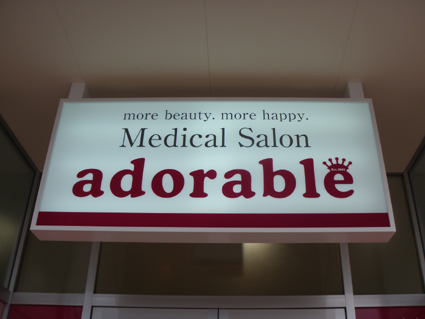 more beauty. more happy.
Medical Salon
adorable